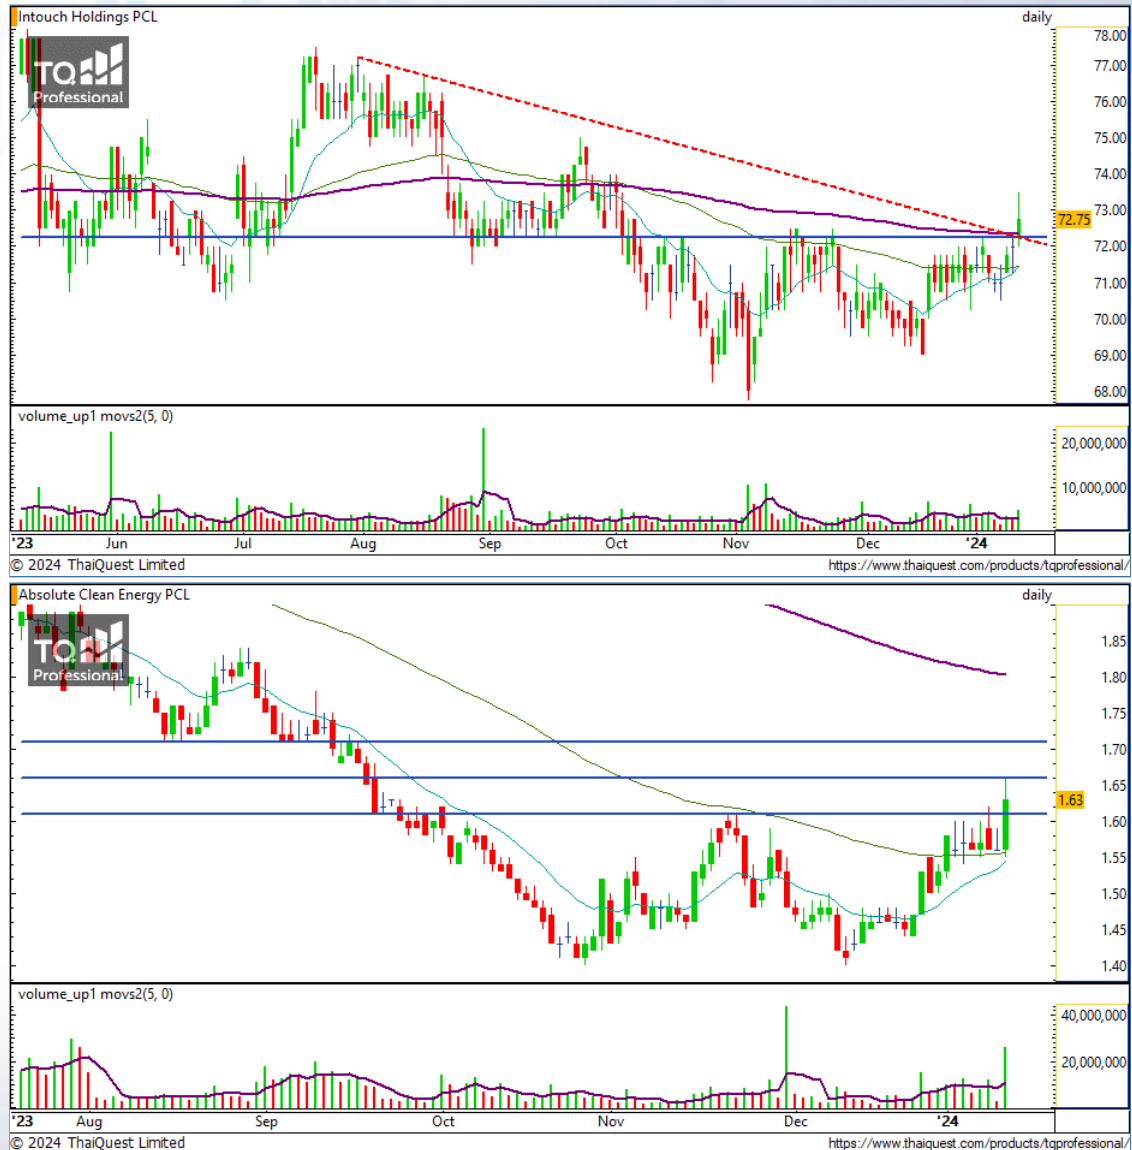 Intouch Holdings PCL daily
TQ
Professional
78.00
77.00
76.00
75.00
74.00
73.00
72.75
72.00
71.00
70.00
69.00
68.00
volume_up1 movs2(5, 0)
20,000,000
10,000,000
'23 Jun Jul Aug Sep Oct Nov Dec '24
© 2024 ThaiQuest Limited https://www.thaiquest.com/products/tqprofessional/
Absolute Clean Energy PCL daily
TQ
Professional
1.85
1.80
1.75
1.70
1.65
1.63
1.60
1.55
1.50
1.45
1.40
volume_up1 movs2(5, 0)
40,000,000
20,000,000
'23 Aug Sep Oct Nov Dec '24
© 2024 ThaiQuest Limited https://www.thaiquest.com/products/tqprofessional/